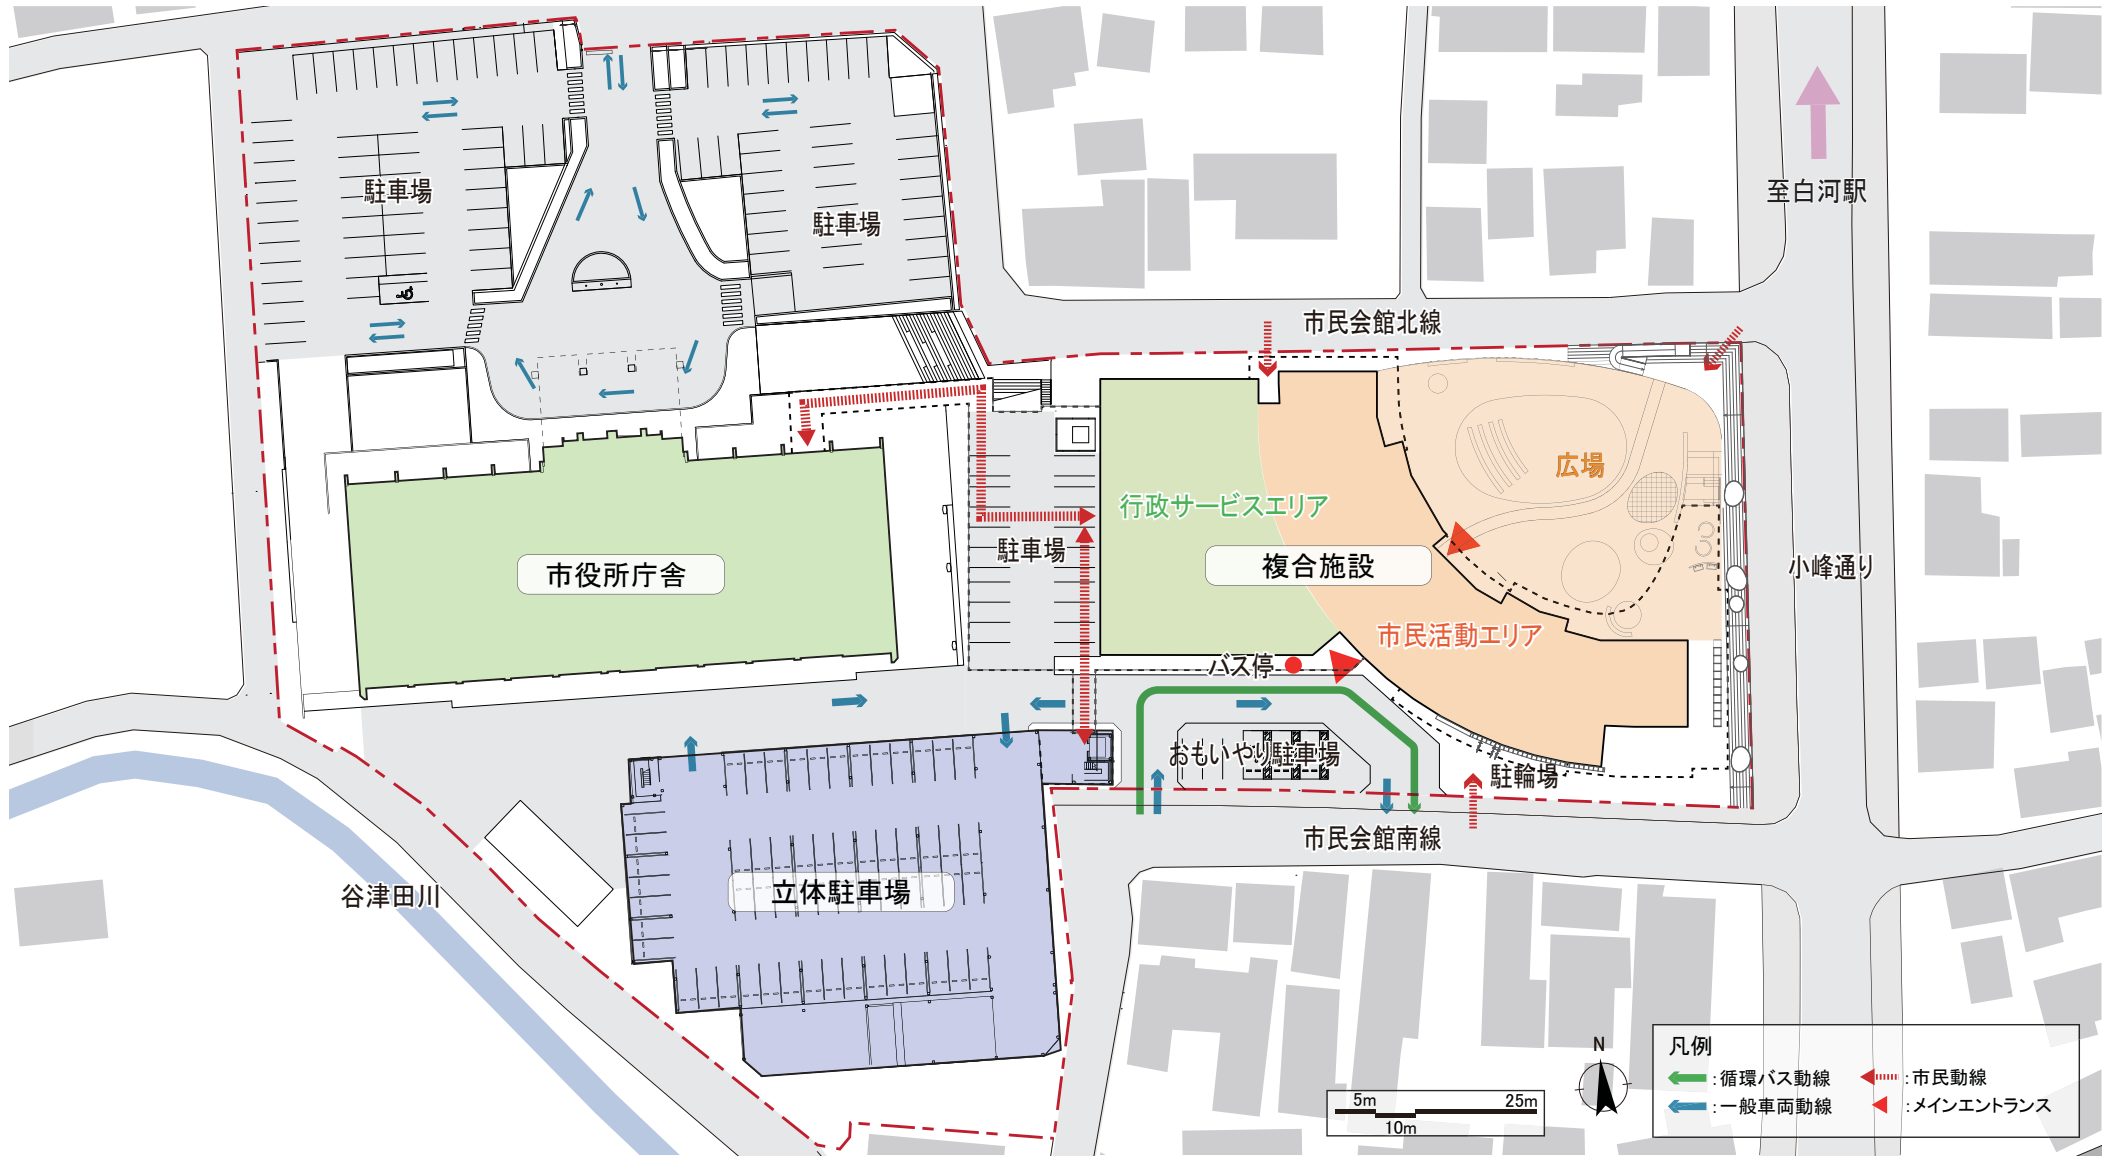 至白河駅
駐車場
駐車場
市民会館北線
広場
行政サービスエリア
駐車場
市役所庁舎
複合施設
小峰通り
市民活動エリア
バス停
おもいやり駐車場
駐輪場
市民会館南線
立体駐車場
谷津田川
N
5m
25m
10m
凡例
:循環バス動線
:市民動線
:一般車両動線
:メインエントランス